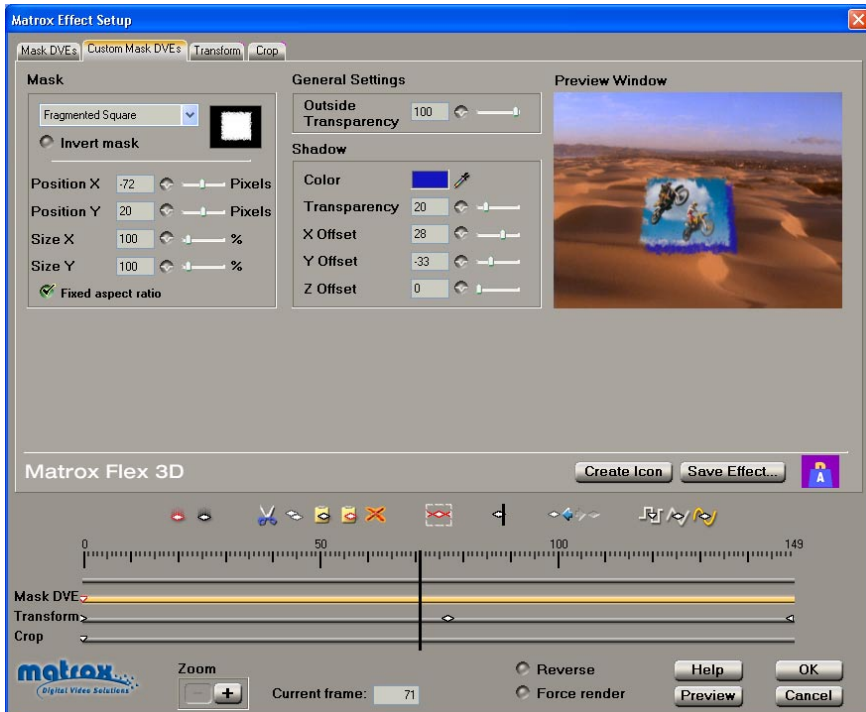 Matrox Effect Setup
Mask DVEs Custom Mask DVEs Transform Crop
Mask
Fragmented Square
Invert mask
Position X -72 Pixels
Position Y 20 Pixels
Size X 100 %
Size Y 100 %
Fixed aspect ratio
General Settings
Outside Transparency 100
Shadow
Color
Transparency 20
X Offset 28
Y Offset -33
Z Offset 0
Preview Window
Matrox Flex 3D
Create Icon Save Effect...
B
A
0 50 100 149
Mask DVE
Transform
Crop
matrox
Digital Video Solutions
Zoom
Current frame: 71
Reverse
Force render
Help OK
Preview Cancel